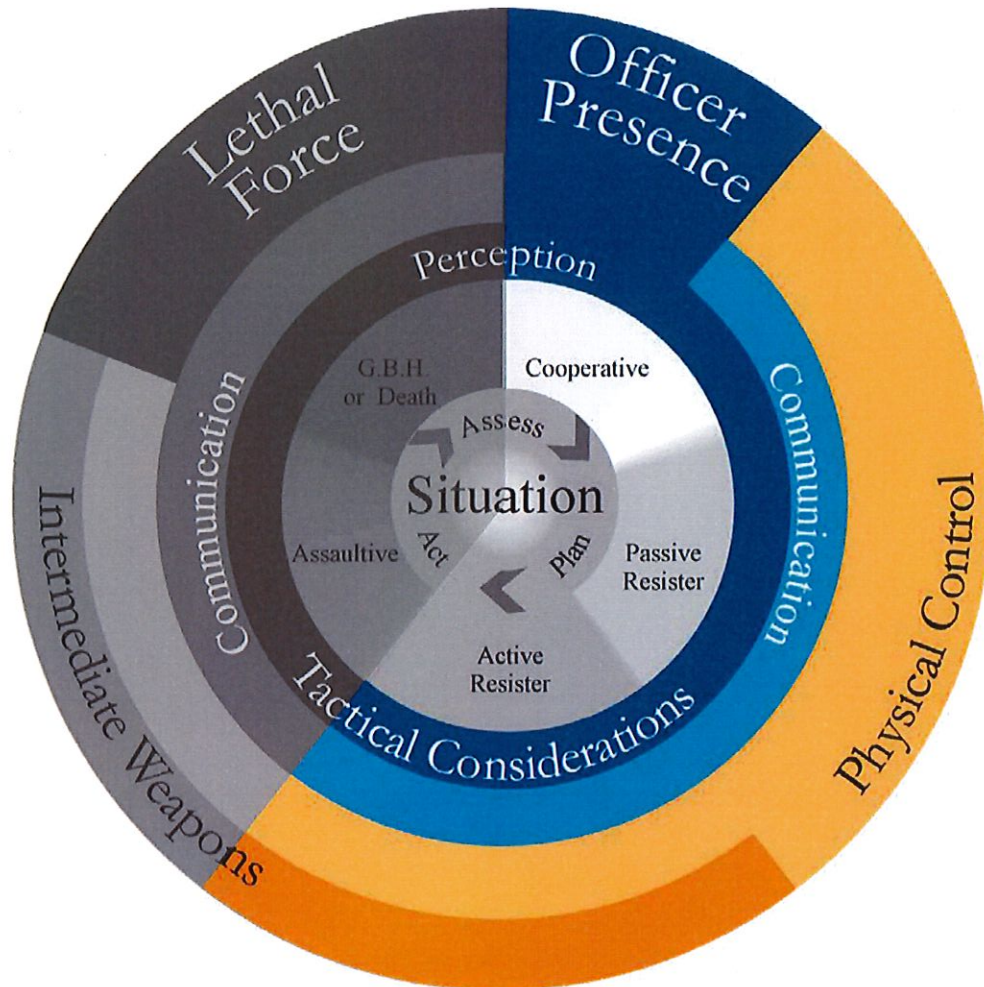 Lethal
Force
Officer
Presence
Perception
G.B.H.
or Death
Cooperative
Assess
Communication
Communication
Situation
Assaultive
Act
Plan
Passive
Resister
Active
Resister
Tactical Considerations
Intermediate Weapons
Physical Control